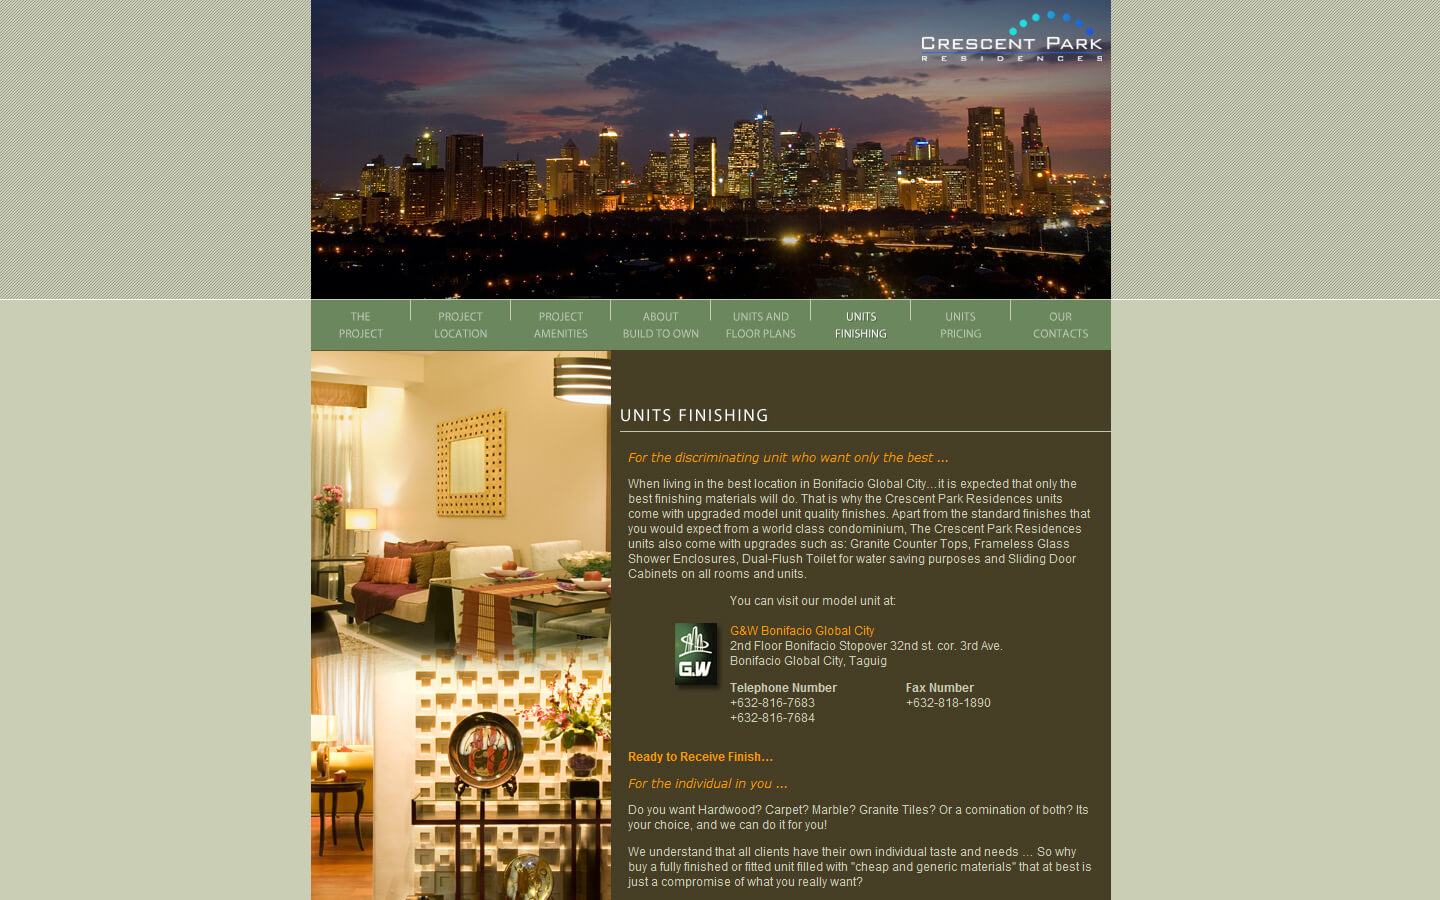 CRESCENT PARK
RESIDENCES
THE
PROJECT
PROJECT
LOCATION
PROJECT
AMENITIES
ABOUT
BUILD TO OWN
UNITS AND
FLOOR PLANS
UNITS
FINISHING
UNITS
PRICING
OUR
CONTACTS
UNITS FINISHING
For the discriminating unit who want only the best ...
When living in the best location in Bonifacio Global City...it is expected that only the
best finishing materials will do. That is why the Crescent Park Residences units
come with upgraded model unit quality finishes. Apart from the standard finishes that
you would expect from a world class condominium, The Crescent Park Residences
units also come with upgrades such as: Granite Counter Tops, Frameless Glass
Shower Enclosures, Dual-Flush Toilet for water saving purposes and Sliding Door
Cabinets on all rooms and units.
You can visit our model unit at:
G.W
G&W Bonifacio Global City
2nd Floor Bonifacio Stopover 32nd st. cor. 3rd Ave.
Bonifacio Global City, Taguig
Telephone Number Fax Number
+632-816-7683 +632-818-1890
+632-816-7684
Ready to Receive Finish...
For the individual in you ...
Do you want Hardwood? Carpet? Marble? Granite Tiles? Or a comination of both? Its
your choice, and we can do it for you!
We understand that all clients have their own individual taste and needs ... So why
buy a fully finished or fitted unit filled with "cheap and generic materials" that at best is
just a compromise of what you really want?